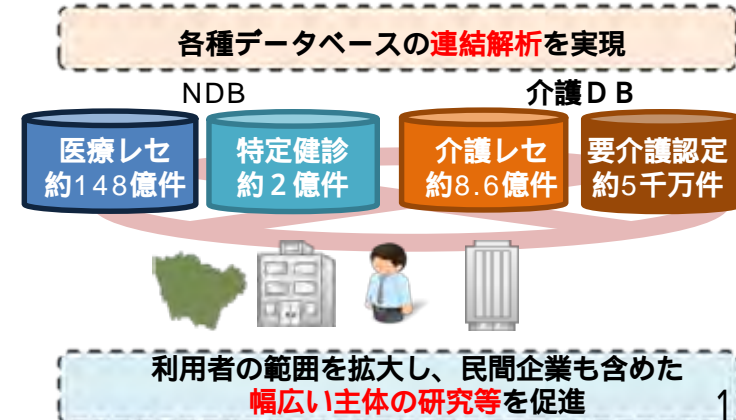 各種データベースの連結解析を実現
NDB
介護ＤＢ
医療レセ
約148億件
特定健診
約２億件
介護レセ
約8.6億件
要介護認定
約5千万件
利用者の範囲を拡大し、民間企業も含めた
幅広い主体の研究等を促進
1